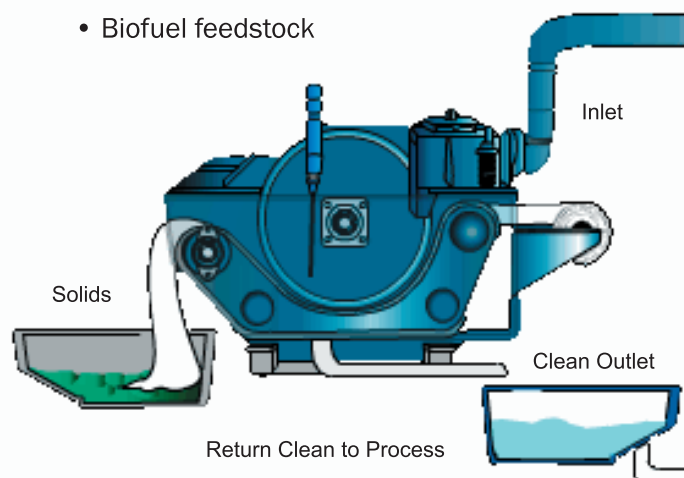 • Biofuel feedstock
Inlet
Solids
Clean Outlet
Return Clean to Process